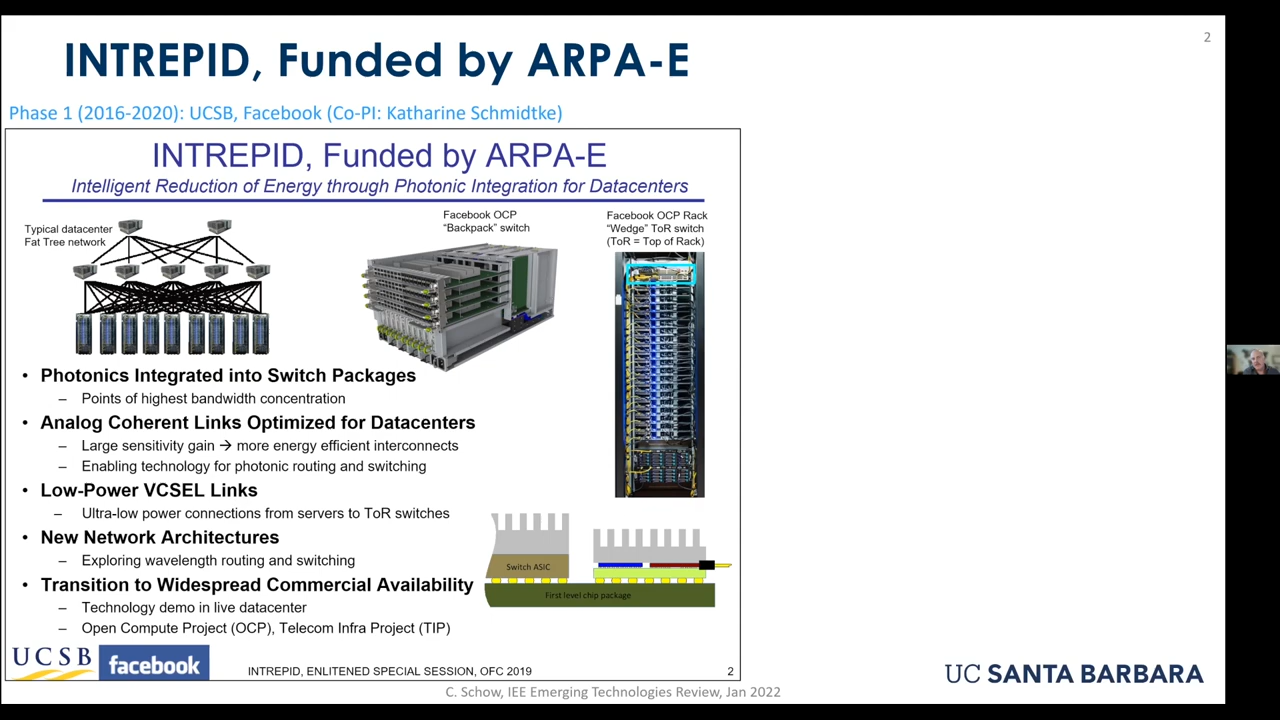 2
INTREPID, Funded by ARPA-E
Phase 1 (2016-2020): UCSB, Facebook (Co-PI: Katharine Schmidtke)
INTREPID, Funded by ARPA-E
Intelligent Reduction of Energy through Photonic Integration for Datacenters
Typical datacenter
Fat Tree network
Facebook OCP
“Backpack” switch
Facebook OCP Rack
“Wedge” ToR switch
(ToR = Top of Rack)
• Photonics Integrated into Switch Packages
– Points of highest bandwidth concentration
• Analog Coherent Links Optimized for Datacenters
– Large sensitivity gain → more energy efficient interconnects
– Enabling technology for photonic routing and switching
• Low-Power VCSEL Links
– Ultra-low power connections from servers to ToR switches
• New Network Architectures
– Exploring wavelength routing and switching
• Transition to Widespread Commercial Availability
– Technology demo in live datacenter
– Open Compute Project (OCP), Telecom Infra Project (TIP)
Switch ASIC
First level chip package
UCSB
facebook
INTREPID, ENLITENED SPECIAL SESSION, OFC 2019
2
C. Schow, IEE Emerging Technologies Review, Jan 2022
UC SANTA BARBARA